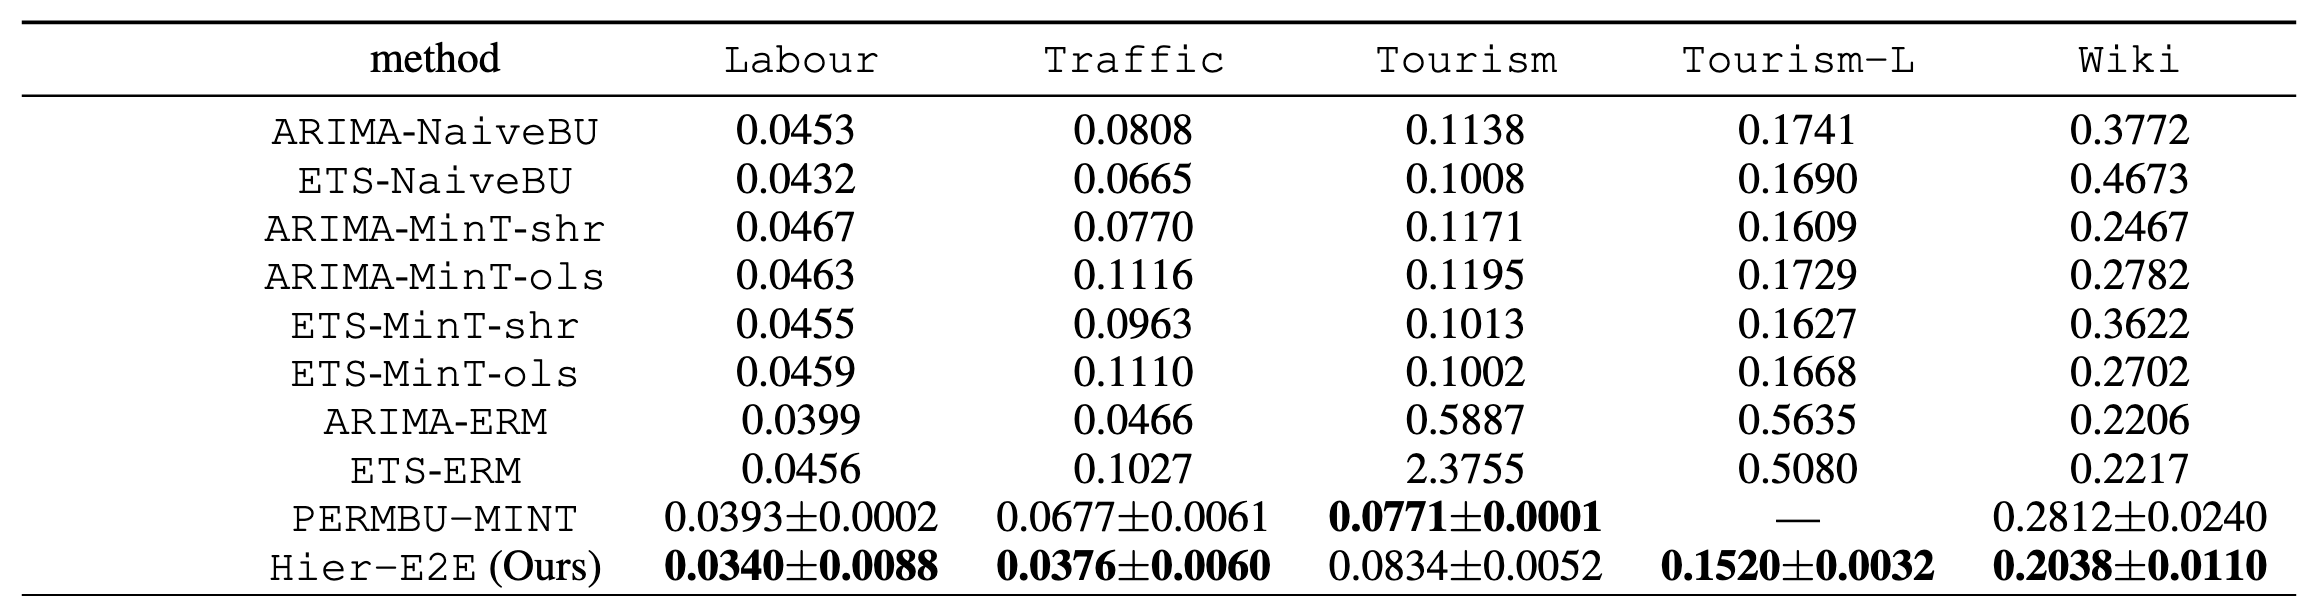 method Labour Traffic Tourism Tourism-L Wiki
ARIMA-NaiveBU 0.0453 0.0808 0.1138 0.1741 0.3772
ETS-NaiveBU 0.0432 0.0665 0.1008 0.1690 0.4673
ARIMA-MinT-shr 0.0467 0.0770 0.1171 0.1609 0.2467
ARIMA-MinT-ols 0.0463 0.1116 0.1195 0.1729 0.2782
ETS-MinT-shr 0.0455 0.0963 0.1013 0.1627 0.3622
ETS-MinT-ols 0.0459 0.1110 0.1002 0.1668 0.2702
ARIMA-ERM 0.0399 0.0466 0.5887 0.5635 0.2206
ETS-ERM 0.0456 0.1027 2.3755 0.5080 0.2217
PERMBU-MINT 0.0393±0.0002 0.0677±0.0061 0.0771±0.0001 — 0.2812±0.0240
Hier-E2E (Ours) 0.0340±0.0088 0.0376±0.0060 0.0834±0.0052 0.1520±0.0032 0.2038±0.0110